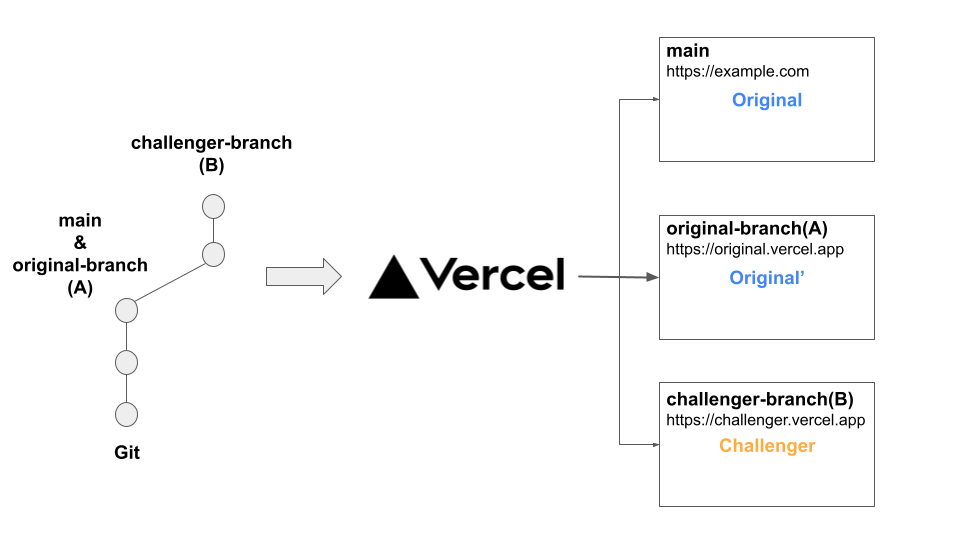 challenger-branch
(B)
main
&
original-branch
(A)
Git
Vercel
main
https://example.com
Original
original-branch(A)
https://original.vercel.app
Original’
challenger-branch(B)
https://challenger.vercel.app
Challenger